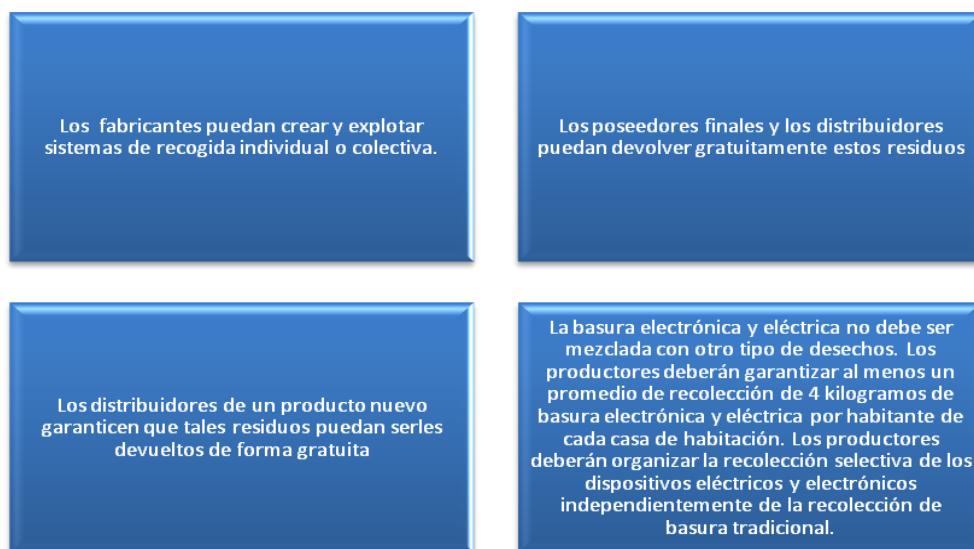 Los fabricantes puedan crear y explotar
sistemas de recogida individual o colectiva.
Los poseedores finales y los distribuidores
puedan devolver gratuitamente estos residuos
Los distribuidores de un producto nuevo
garanticen que tales residuos puedan serles
devueltos de forma gratuita
La basura electrónica y eléctrica no debe ser
mezclada con otro tipo de desechos. Los
productores deberán garantizar al menos un
promedio de recolección de 4 kilogramos de
basura electrónica y eléctrica por habitante de
cada casa de habitación. Los productores
deberán organizar la recolección selectiva de los
dispositivos eléctricos y electrónicos
independientemente de la recolección de
basura tradicional.